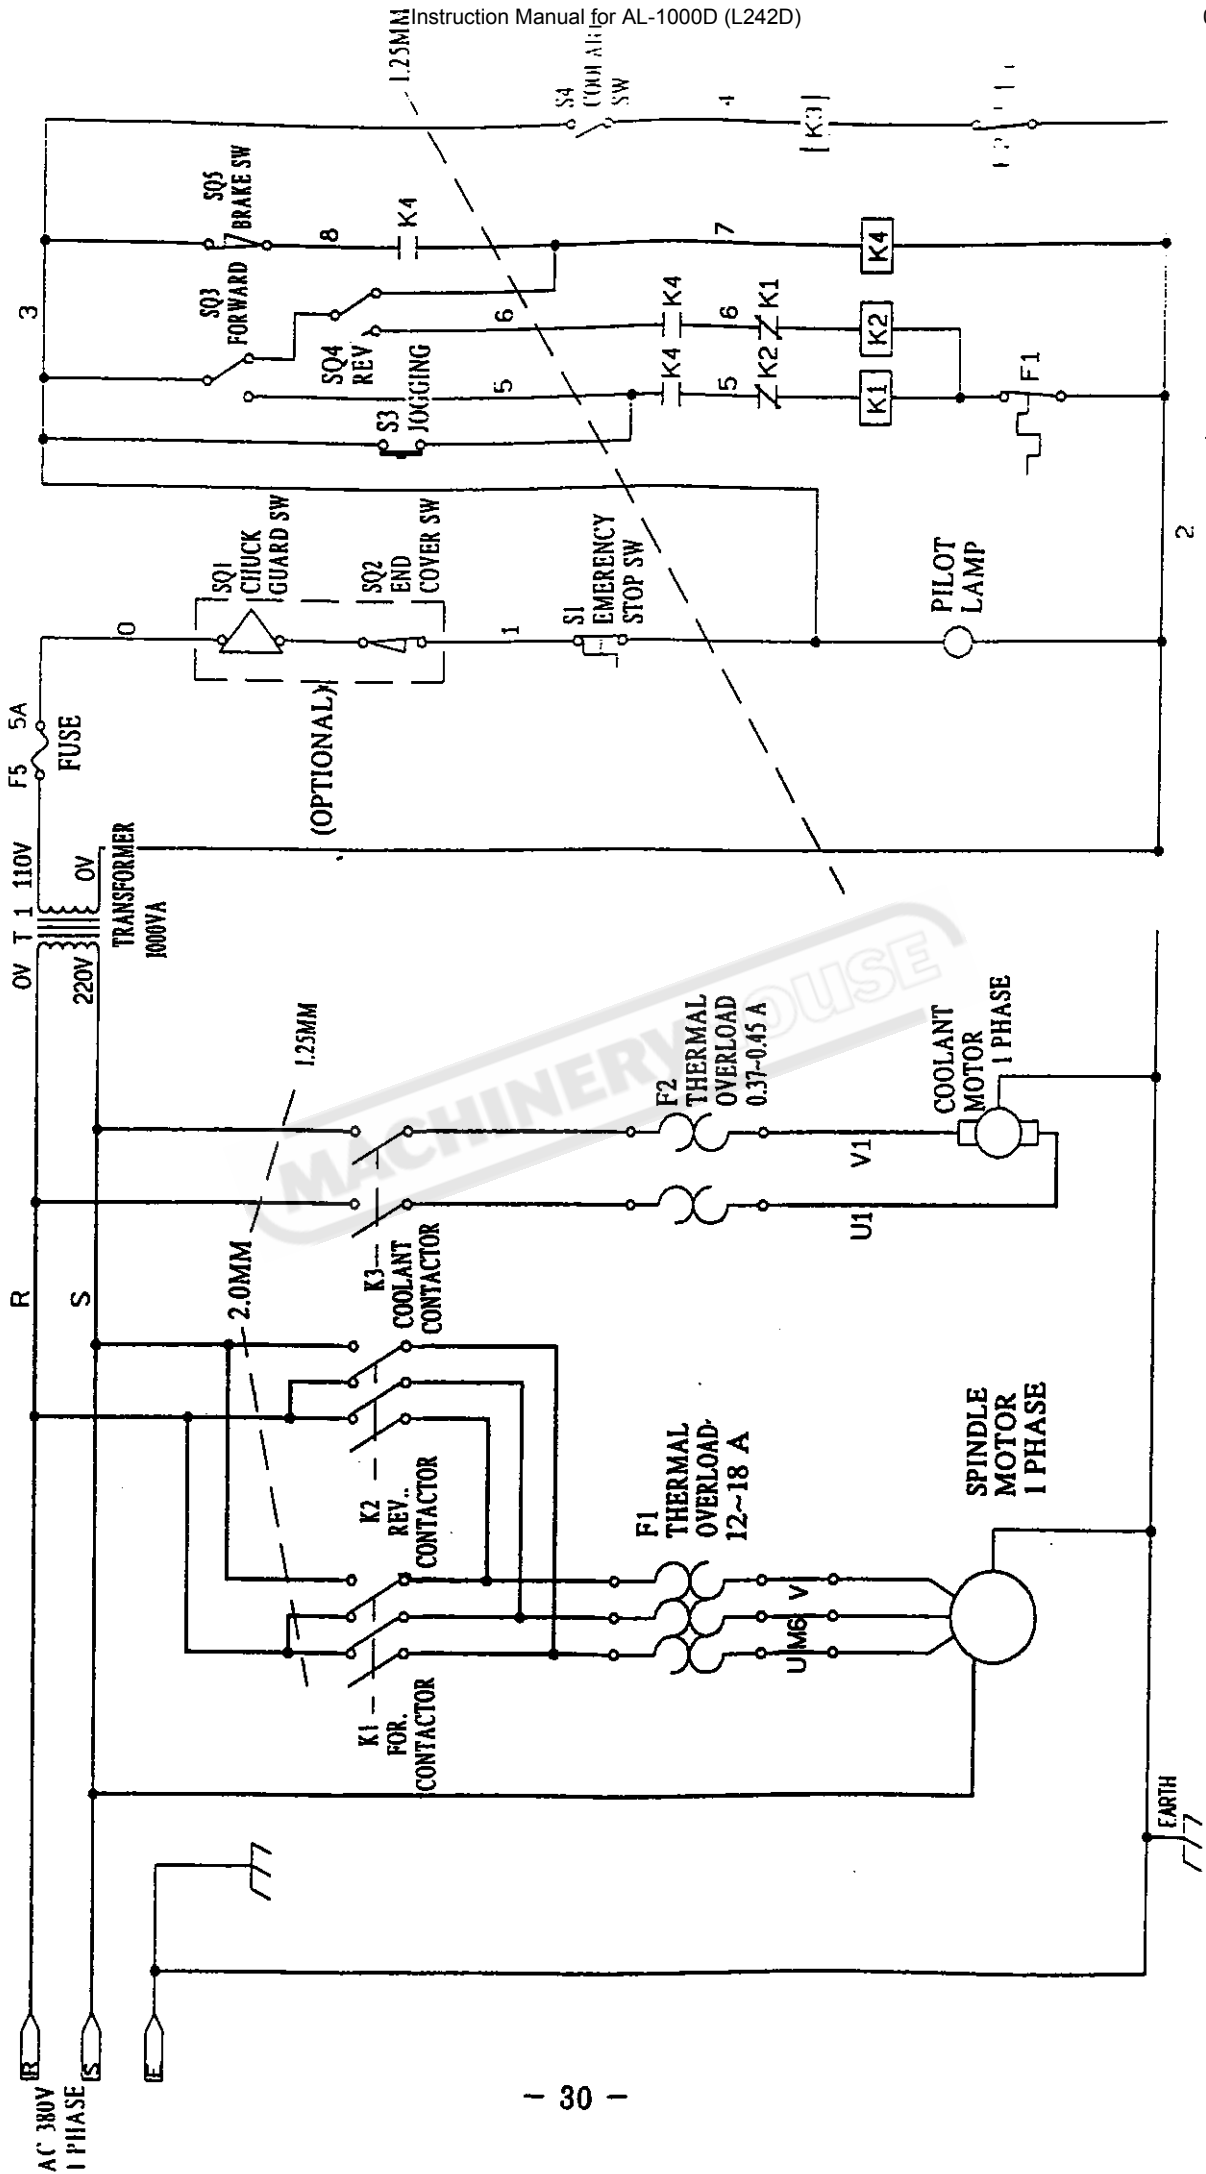 Instruction Manual for AL-1000D (L242D)
AC 380V
1 PHASE
R
S
E
R
S
0V
T 1
110V
220V
0V
TRANSFORMER
1000VA
F5
5A
FUSE
0
SQ1
CHUCK
GUARD SW
SQ2
END
COVER SW
(OPTIONAL)
1
S1
EMERENCY
STOP SW
PILOT
LAMP
2
3
S3
JOGGING
SQ3
FORWARD
SQ4
REV
5
K4
5
K2
K1
F1
6
K4
6
K1
K2
SQ5
BRAKE SW
8
K4
7
K4
1.25MM
S4
SW
4
K3
2.0MM
1.25MM
K1
FOR.
CONTACTOR
K2
REV..
CONTACTOR
K3
COOLANT
CONTACTOR
F1
THERMAL
OVERLOAD
12~18 A
U
M6
V
SPINDLE
MOTOR
1 PHASE
F2
THERMAL
OVERLOAD
0.37~0.45 A
U1
V1
COOLANT
MOTOR
1 PHASE
EARTH
MACHINERYHOUSE
- 30 -